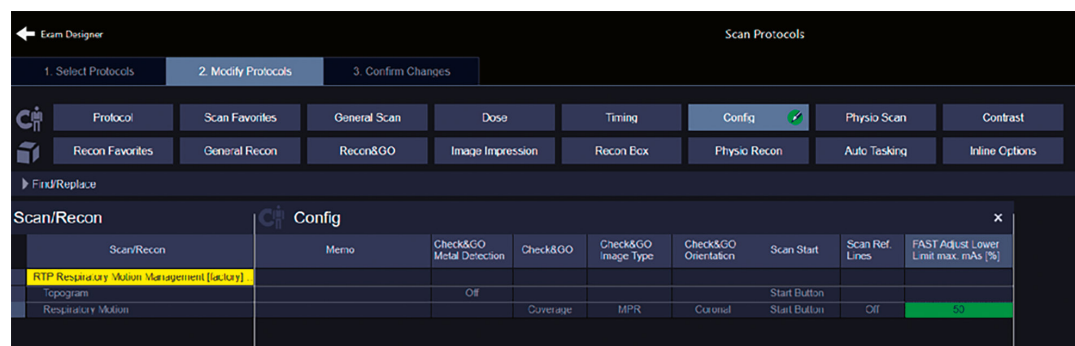 Exam Designer
Scan Protocols
1. Select Protocols
2. Modify Protocols
3. Confirm Changes
Protocol
Scan Favorites
General Scan
Dose
Timing
Config
Physio Scan
Contrast
Recon Favorites
General Recon
Recon&GO
Image Impression
Recon Box
Physio Recon
Auto Tasking
Inline Options
Find/Replace
Scan/Recon
Config
×
Scan/Recon
Memo
Check&GO
Metal Detection
Check&GO
Check&GO
Image Type
Check&GO
Orientation
Scan Start
Scan Ref.
Lines
FAST Adjust Lower
Limit max. mAs [%]
RTP Respiratory Motion Management [factory]...
Topogram
Off
Start Button
Respiratory Motion
Coverage
MPR
Coronal
Start Button
Off
50